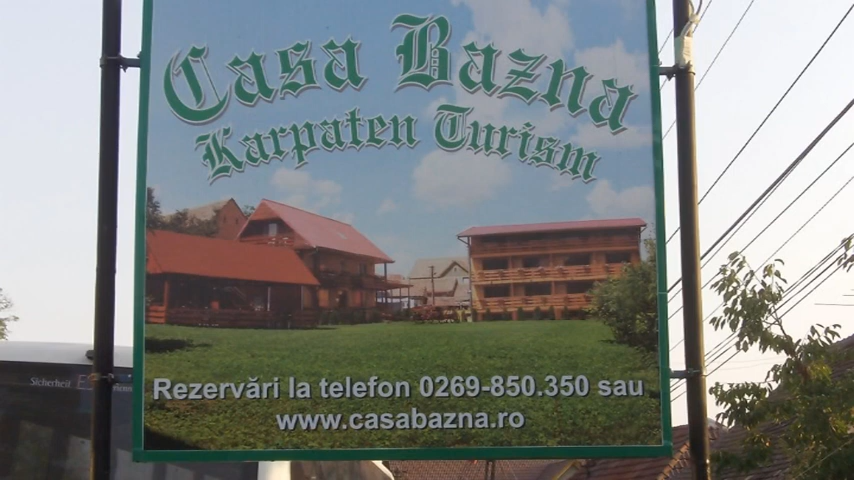 Casa Bazna
Karpaten Turism
Rezervări la telefon 0269-850.350 sau
www.casabazna.ro
Sicherheit